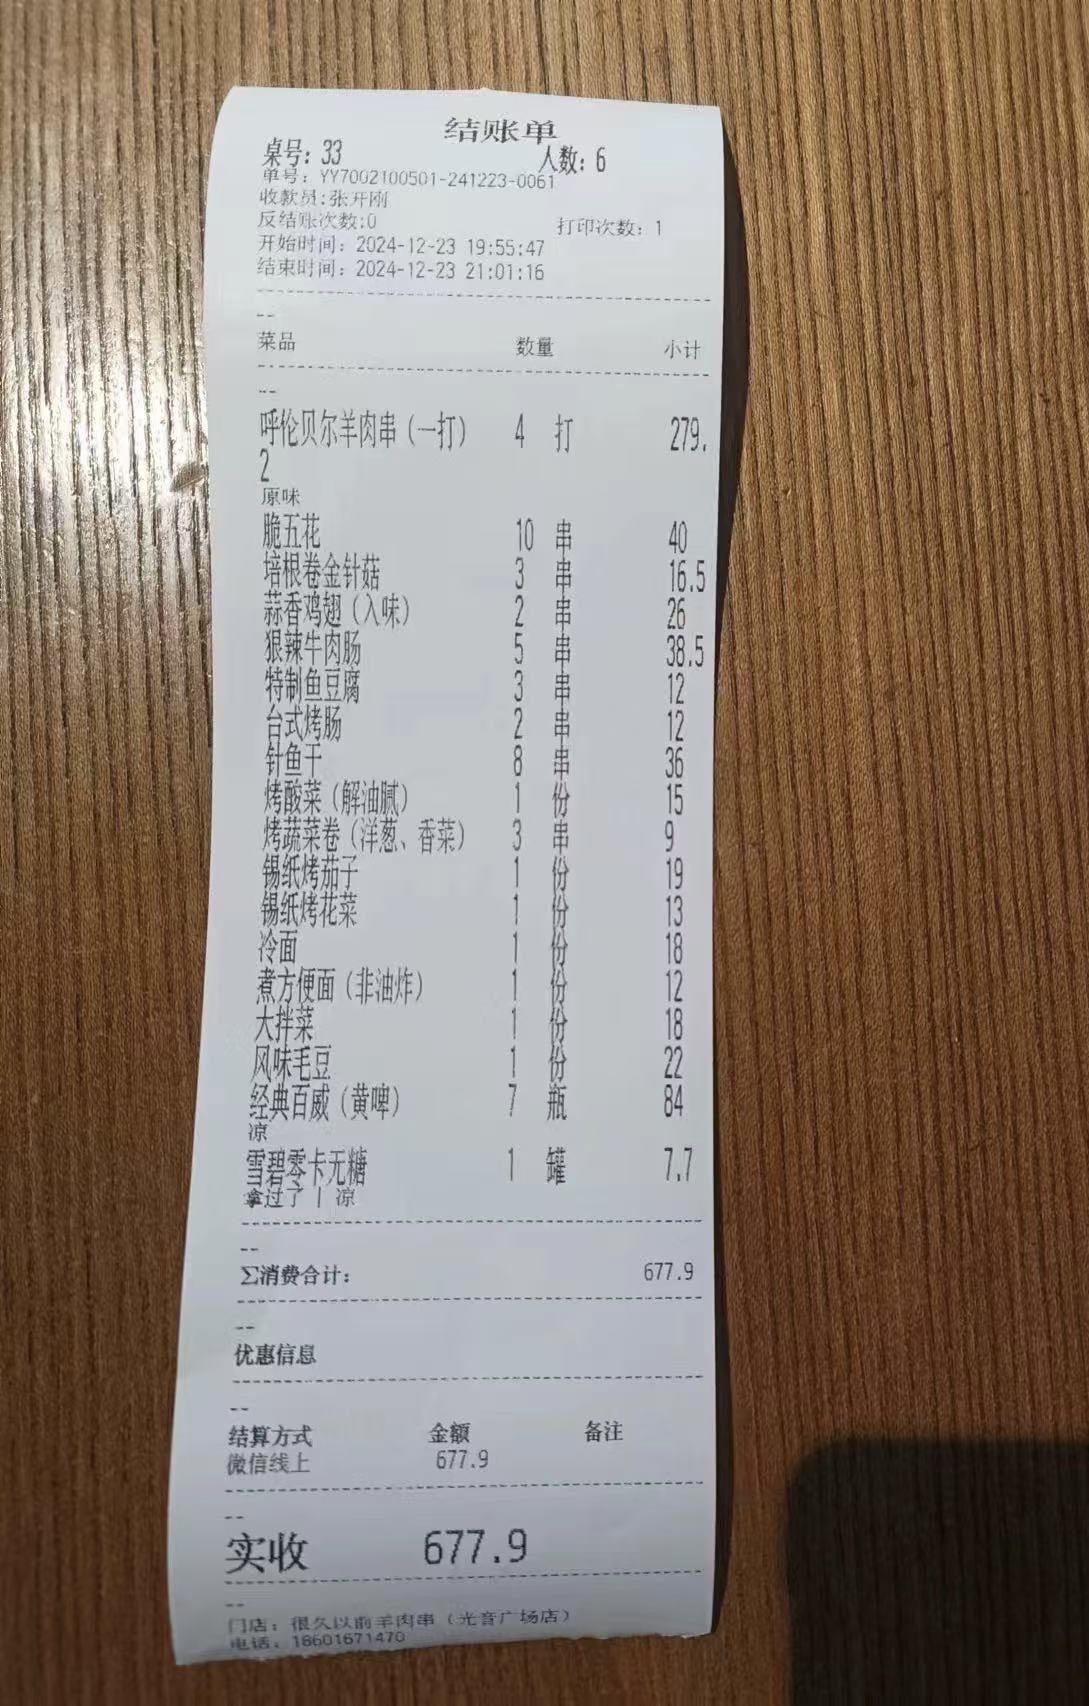 结账单
桌号: 33 人数: 6
单号: YY7002100501-241223-0061
收款员:张开刚
反结账次数:0 打印次数: 1
开始时间: 2024-12-23 19:55:47
结束时间: 2024-12-23 21:01:16
--
菜品 数量 小计
--
呼伦贝尔羊肉串(一打) 4 打 279.
2
原味
脆五花 10 串 40
培根卷金针菇 3 串 16.5
蒜香鸡翅(入味) 2 串 26
狠辣牛肉肠 5 串 38.5
特制鱼豆腐 3 串 12
台式烤肠 2 串 12
针鱼干 8 串 36
烤酸菜(解油腻) 1 份 15
烤蔬菜卷(洋葱、香菜) 3 串 9
锡纸烤茄子 1 份 19
锡纸烤花菜 1 份 13
冷面 1 份 18
煮方便面(非油炸) 1 份 12
大拌菜 1 份 18
风味毛豆 1 份 22
经典百威(黄啤) 7 瓶 84
凉
雪碧零卡无糖 1 罐 7.7
拿过了 | 凉
--
∑消费合计: 677.9
--
优惠信息
--
结算方式 金额 备注
微信线上 677.9
--
实收 677.9
--
门店: 很久以前羊肉串(光音广场店)
电话: 18601671470